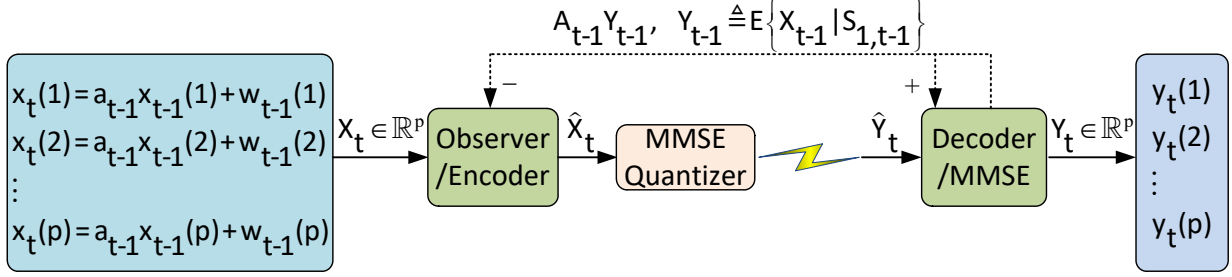 A_{t-1}Y_{t-1}, Y_{t-1}≜E{X_{t-1}|S_{1,t-1}}
x_t(1)=a_{t-1}x_{t-1}(1)+w_{t-1}(1)
x_t(2)=a_{t-1}x_{t-1}(2)+w_{t-1}(2)
⋮
x_t(p)=a_{t-1}x_{t-1}(p)+w_{t-1}(p)
X_t∈ℝ^p
−
Observer
/Encoder
X̂_t
MMSE
Quantizer
Ŷ_t
+
Decoder
/MMSE
Y_t∈ℝ^p
y_t(1)
y_t(2)
⋮
y_t(p)